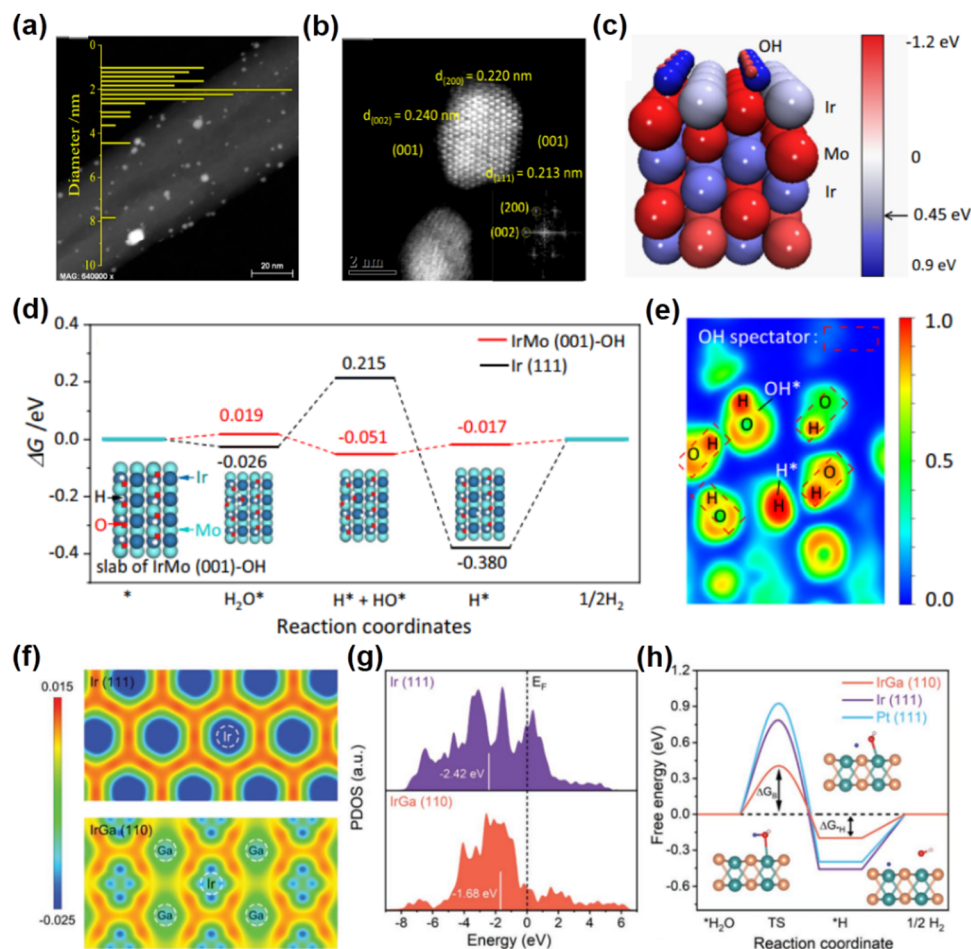 (a)
0
2
4
6
8
10
Diameter /nm
MAG: 640000 x
20 nm
(b)
d(200) = 0.220 nm
d(002) = 0.240 nm
(001)
(001)
d(111) = 0.213 nm
(200)
(002)
2 nm
(c)
OH
Ir
Mo
Ir
-1.2 eV
0
0.45 eV
0.9 eV
(d)
ΔG /eV
0.4
0.2
0.0
-0.2
-0.4
IrMo (001)-OH
Ir (111)
0.215
0.019
-0.026
-0.051
-0.017
-0.380
H
O
Ir
Mo
slab of IrMo (001)-OH
*
H2O*
H* + HO*
H*
1/2H2
Reaction coordinates
(e)
OH spectator:
OH*
H
O
O
H
H
O
H*
H
O
H
O
H
1.0
0.5
0.0
(f)
0.015
-0.025
Ir (111)
Ir
IrGa (110)
Ga
Ga
Ir
Ga
Ga
(g)
PDOS (a.u.)
Ir (111)
EF
-2.42 eV
IrGa (110)
-1.68 eV
-8
-6
-4
-2
0
2
4
6
Energy (eV)
(h)
Free energy (eV)
1.2
0.9
0.6
0.3
0.0
-0.3
-0.6
IrGa (110)
Ir (111)
Pt (111)
ΔGB
ΔG*H
*H2O
TS
*H
1/2 H2
Reaction coordinate